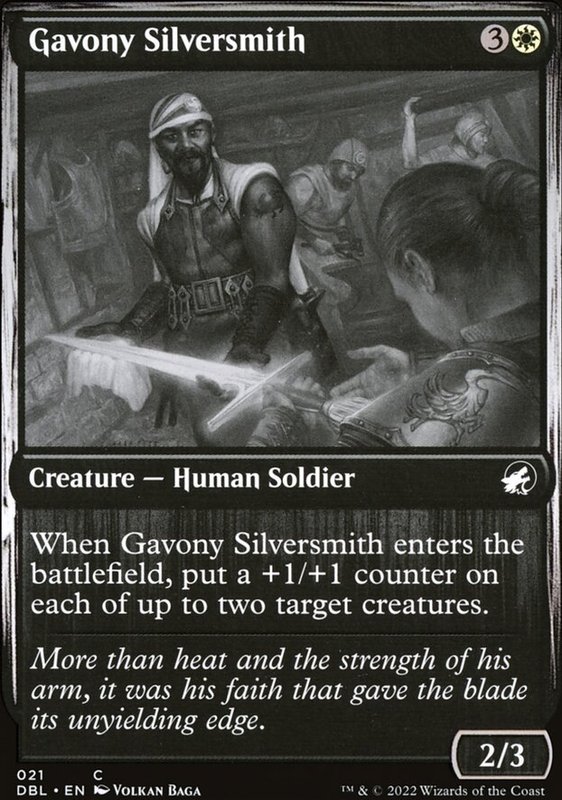 Gavony Silversmith 3
Creature — Human Soldier
When Gavony Silversmith enters the
battlefield, put a +1/+1 counter on
each of up to two target creatures.
More than heat and the strength of his
arm, it was his faith that gave the blade
its unyielding edge.
2/3
021 C
DBL • EN VOLKAN BAGA ™ & © 2022 Wizards of the Coast